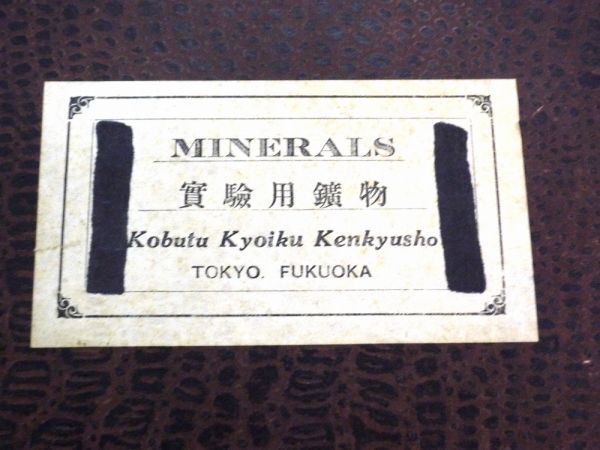 MINERALS
實驗用鑛物
Kobutu Kyoiku Kenkyusho
TOKYO. FUKUOKA